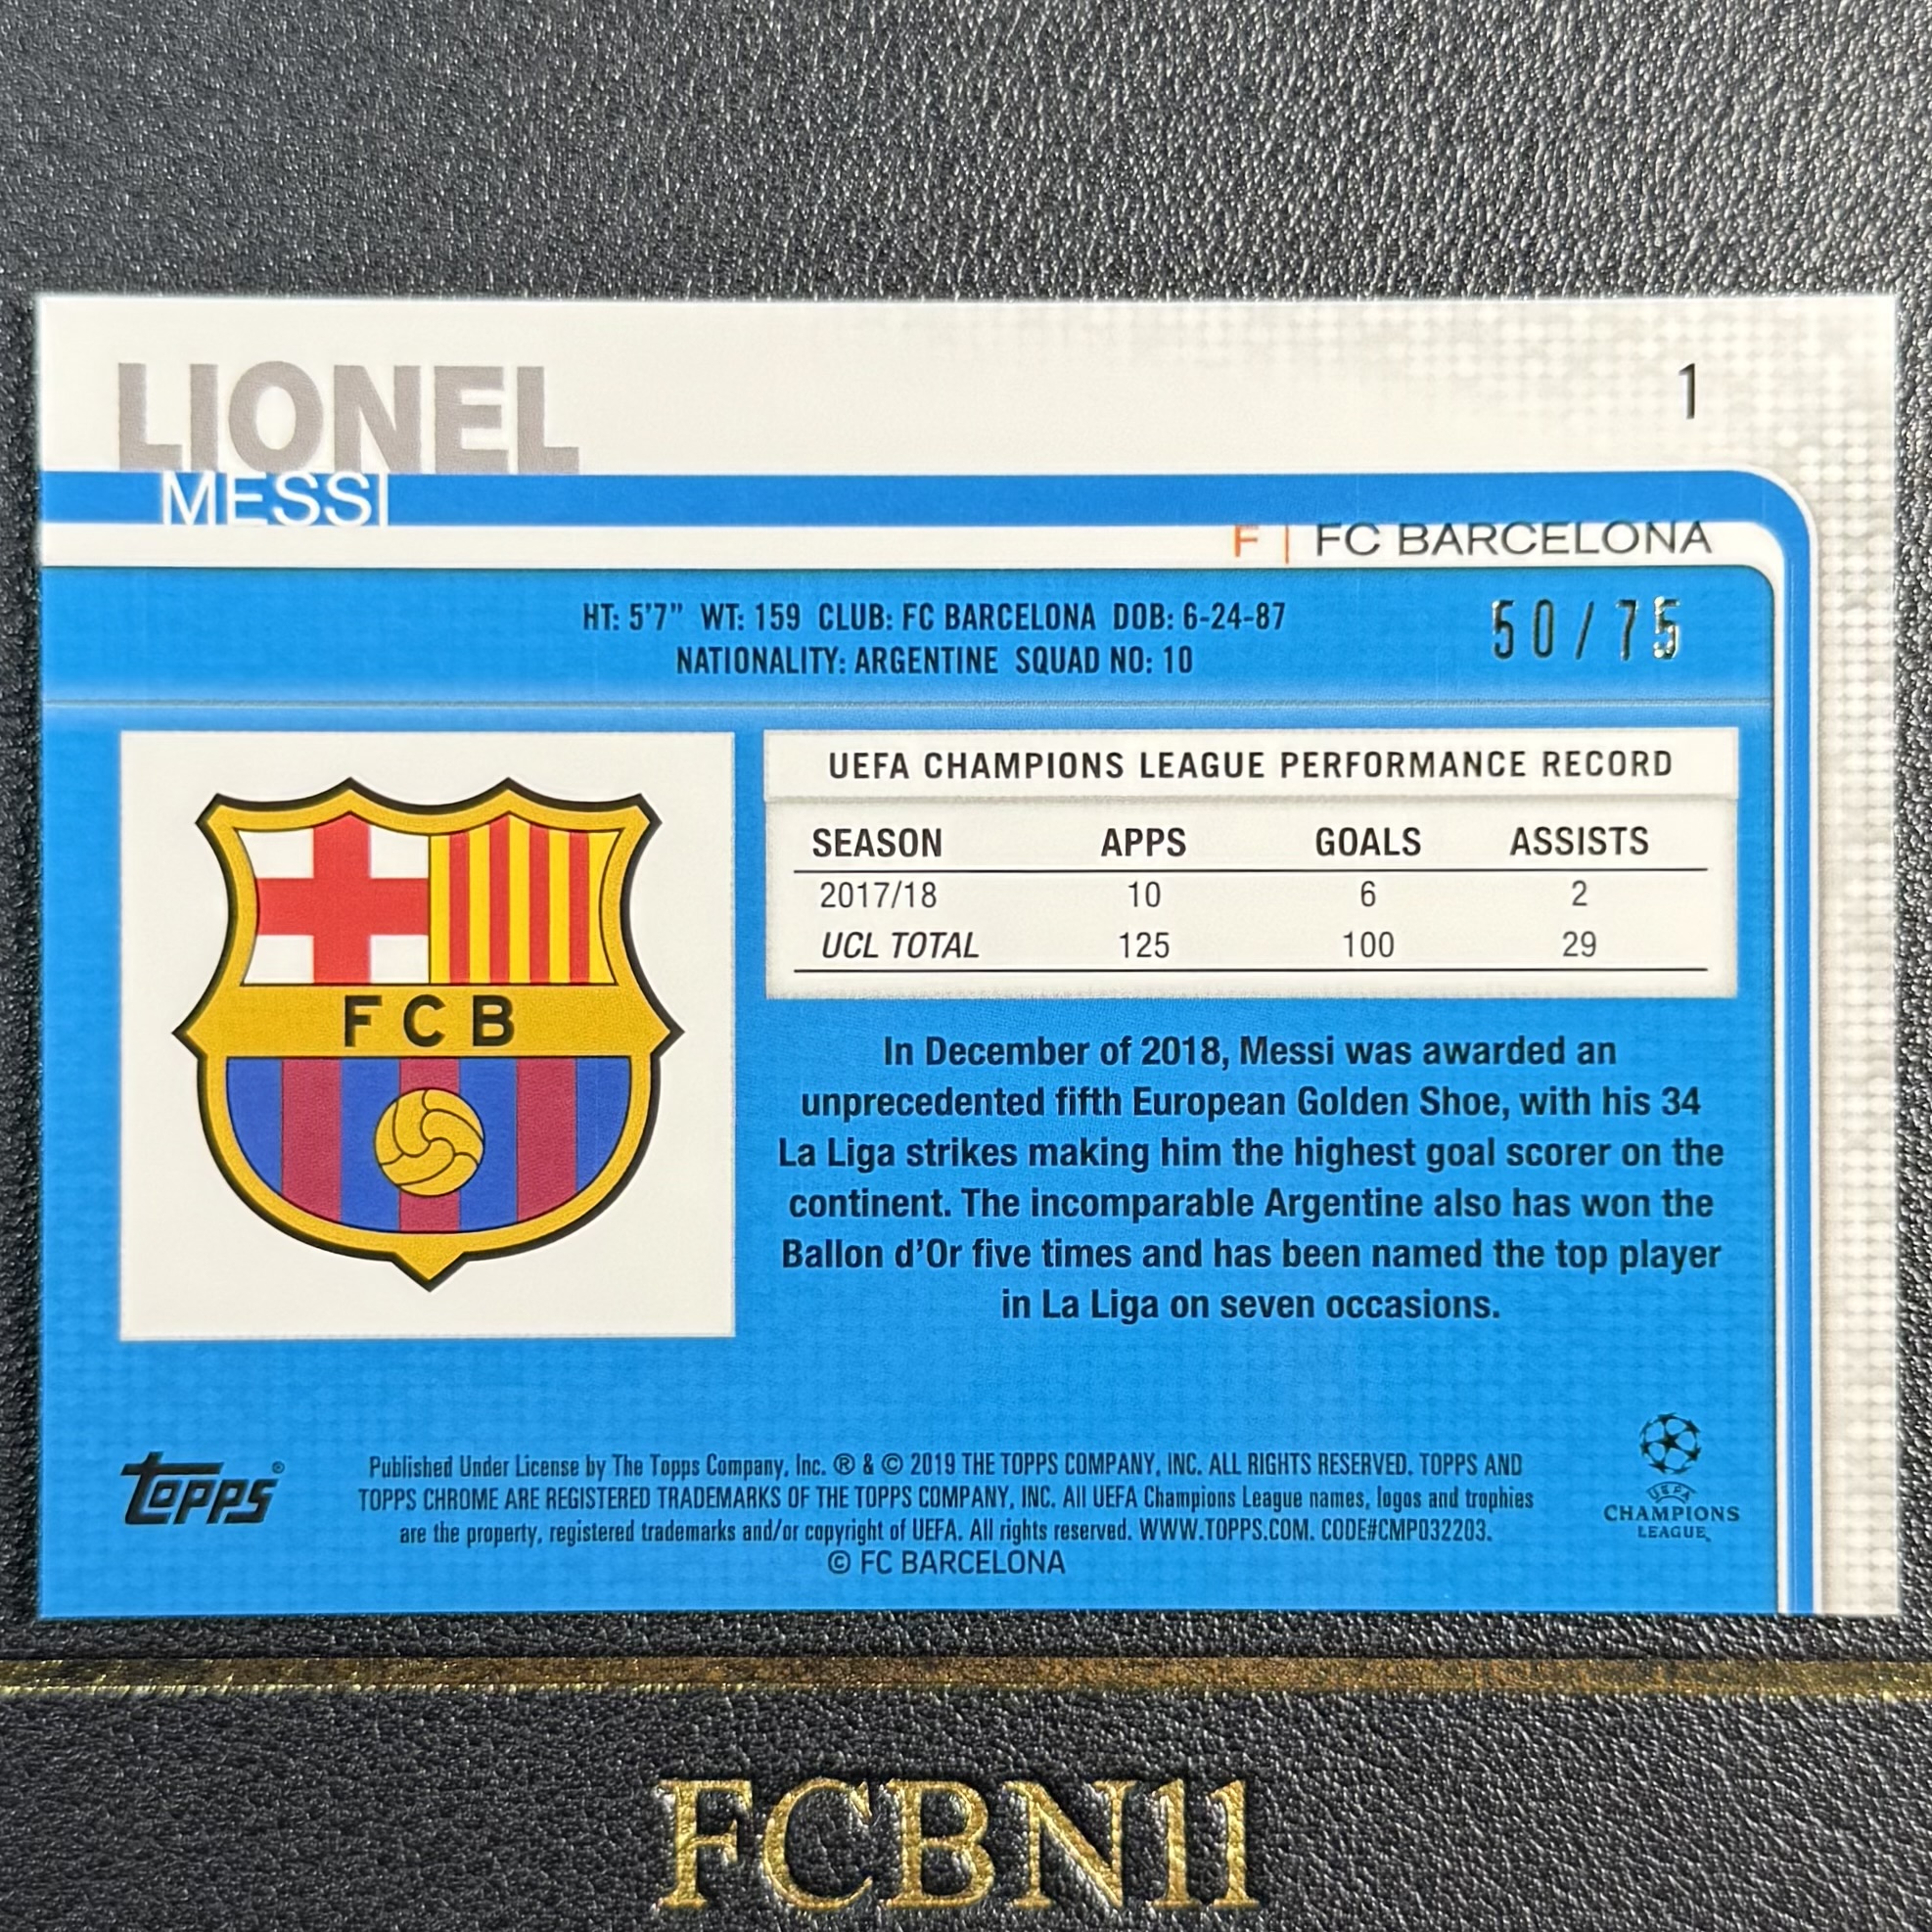 LIONEL
1
MESSI
F | FC BARCELONA
HT: 5'7" WT: 159 CLUB: FC BARCELONA DOB: 6-24-87
50/75
NATIONALITY: ARGENTINE SQUAD NO: 10
FCB
UEFA CHAMPIONS LEAGUE PERFORMANCE RECORD
SEASON APPS GOALS ASSISTS
2017/18 10 6 2
UCL TOTAL 125 100 29
In December of 2018, Messi was awarded an
unprecedented fifth European Golden Shoe, with his 34
La Liga strikes making him the highest goal scorer on the
continent. The incomparable Argentine also has won the
Ballon d'Or five times and has been named the top player
in La Liga on seven occasions.
Topps®
Published Under License by The Topps Company, Inc. ® & © 2019 THE TOPPS COMPANY, INC. ALL RIGHTS RESERVED. TOPPS AND
TOPPS CHROME ARE REGISTERED TRADEMARKS OF THE TOPPS COMPANY, INC. All UEFA Champions League names, logos and trophies
are the property, registered trademarks and/or copyright of UEFA. All rights reserved. WWW.TOPPS.COM. CODE#CMP032203.
© FC BARCELONA
UEFA
CHAMPIONS
LEAGUE
FCBN11